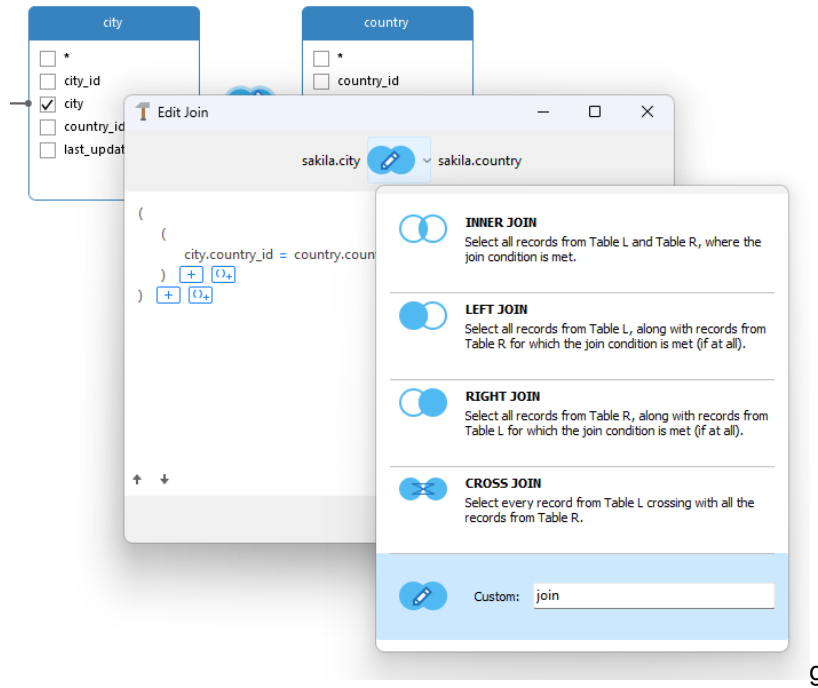 city
country
*
city_id
city
country_id
last_updat
*
country_id
Edit Join
sakila.city
sakila.country
(
(
city.country_id = country.coun
) + ()+
) + ()+
INNER JOIN
Select all records from Table L and Table R, where the
join condition is met.
LEFT JOIN
Select all records from Table L, along with records from
Table R for which the join condition is met (if at all).
RIGHT JOIN
Select all records from Table R, along with records from
Table L for which the join condition is met (if at all).
CROSS JOIN
Select every record from Table L crossing with all the
records from Table R.
Custom: join